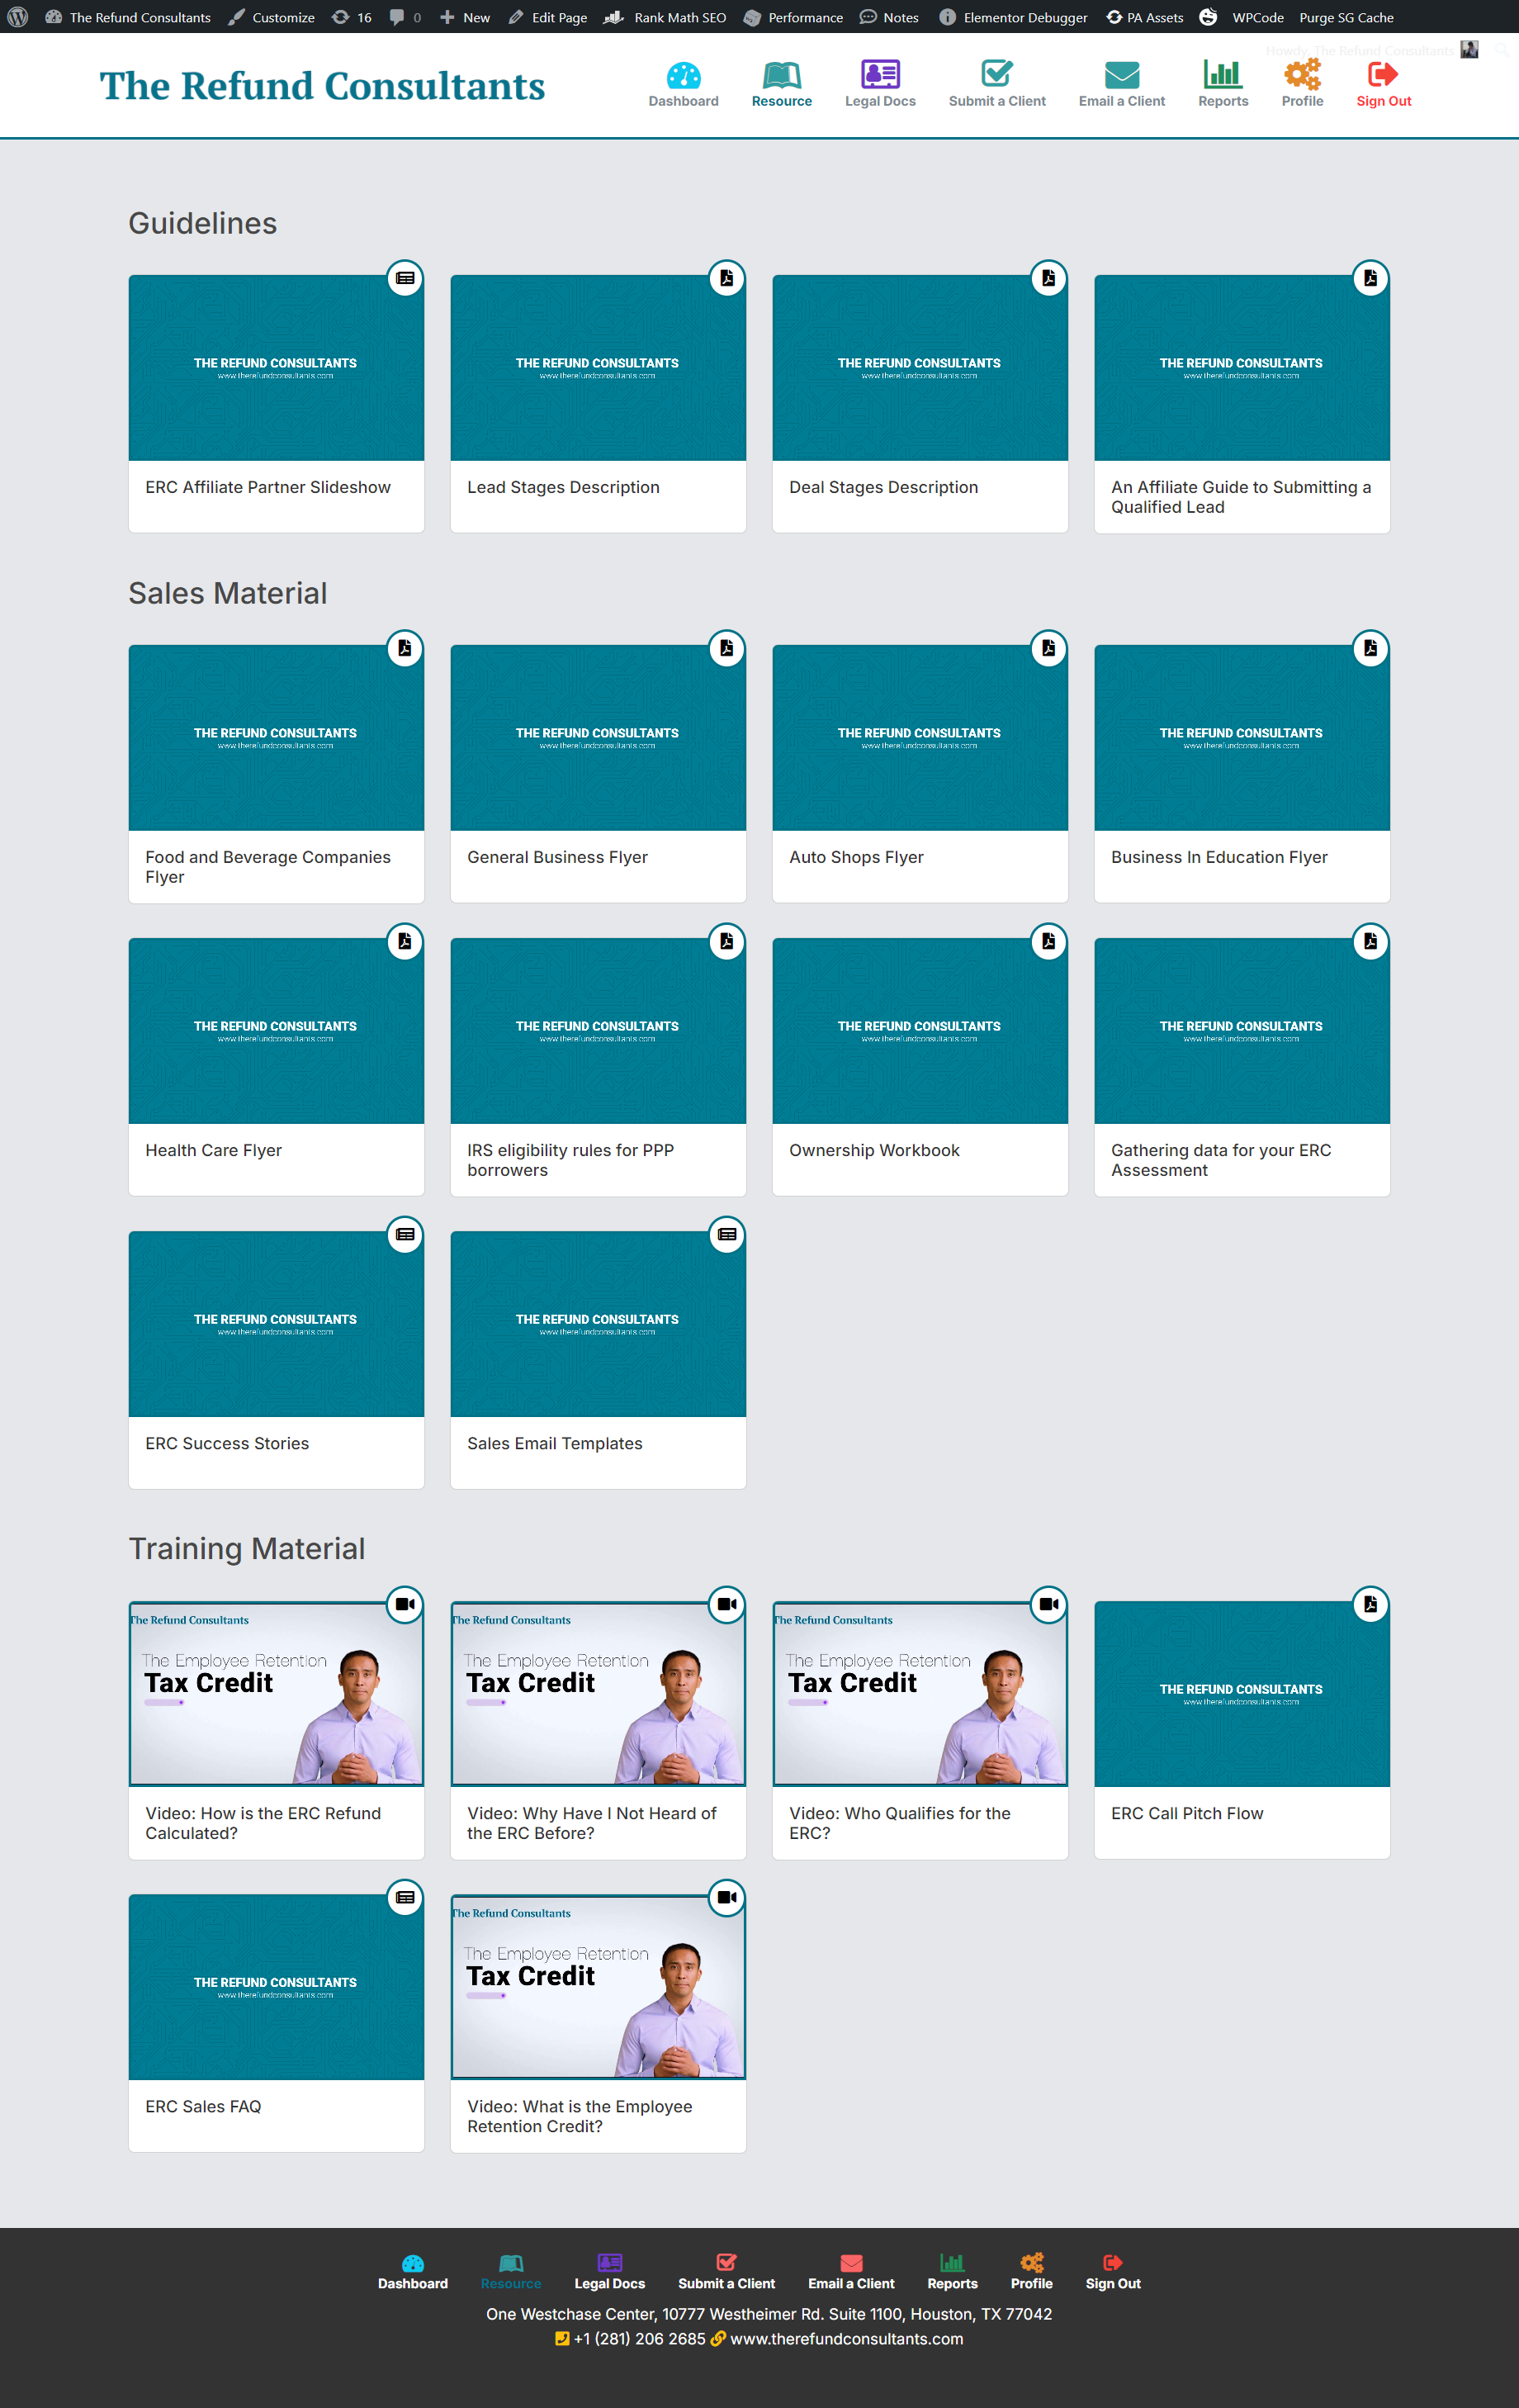 The Refund Consultants Customize 16 0 New Edit Page Rank Math SEO Performance Notes Elementor Debugger PA Assets WPCode Purge SG Cache
Howdy, The Refund Consultants
The Refund Consultants
Dashboard Resource Legal Docs Submit a Client Email a Client Reports Profile Sign Out
Guidelines
THE REFUND CONSULTANTS
www.therefundconsultants.com
THE REFUND CONSULTANTS
www.therefundconsultants.com
THE REFUND CONSULTANTS
www.therefundconsultants.com
THE REFUND CONSULTANTS
www.therefundconsultants.com
ERC Affiliate Partner Slideshow
Lead Stages Description
Deal Stages Description
An Affiliate Guide to Submitting a
Qualified Lead
Sales Material
THE REFUND CONSULTANTS
www.therefundconsultants.com
THE REFUND CONSULTANTS
www.therefundconsultants.com
THE REFUND CONSULTANTS
www.therefundconsultants.com
THE REFUND CONSULTANTS
www.therefundconsultants.com
Food and Beverage Companies
Flyer
General Business Flyer
Auto Shops Flyer
Business In Education Flyer
THE REFUND CONSULTANTS
www.therefundconsultants.com
THE REFUND CONSULTANTS
www.therefundconsultants.com
THE REFUND CONSULTANTS
www.therefundconsultants.com
THE REFUND CONSULTANTS
www.therefundconsultants.com
Health Care Flyer
IRS eligibility rules for PPP
borrowers
Ownership Workbook
Gathering data for your ERC
Assessment
THE REFUND CONSULTANTS
www.therefundconsultants.com
THE REFUND CONSULTANTS
www.therefundconsultants.com
ERC Success Stories
Sales Email Templates
Training Material
The Refund Consultants
The Employee Retention
Tax Credit
The Refund Consultants
The Employee Retention
Tax Credit
The Refund Consultants
The Employee Retention
Tax Credit
THE REFUND CONSULTANTS
www.therefundconsultants.com
Video: How is the ERC Refund
Calculated?
Video: Why Have I Not Heard of
the ERC Before?
Video: Who Qualifies for the
ERC?
ERC Call Pitch Flow
THE REFUND CONSULTANTS
www.therefundconsultants.com
The Refund Consultants
The Employee Retention
Tax Credit
ERC Sales FAQ
Video: What is the Employee
Retention Credit?
Dashboard Resource Legal Docs Submit a Client Email a Client Reports Profile Sign Out
One Westchase Center, 10777 Westheimer Rd. Suite 1100, Houston, TX 77042
+1 (281) 206 2685 www.therefundconsultants.com